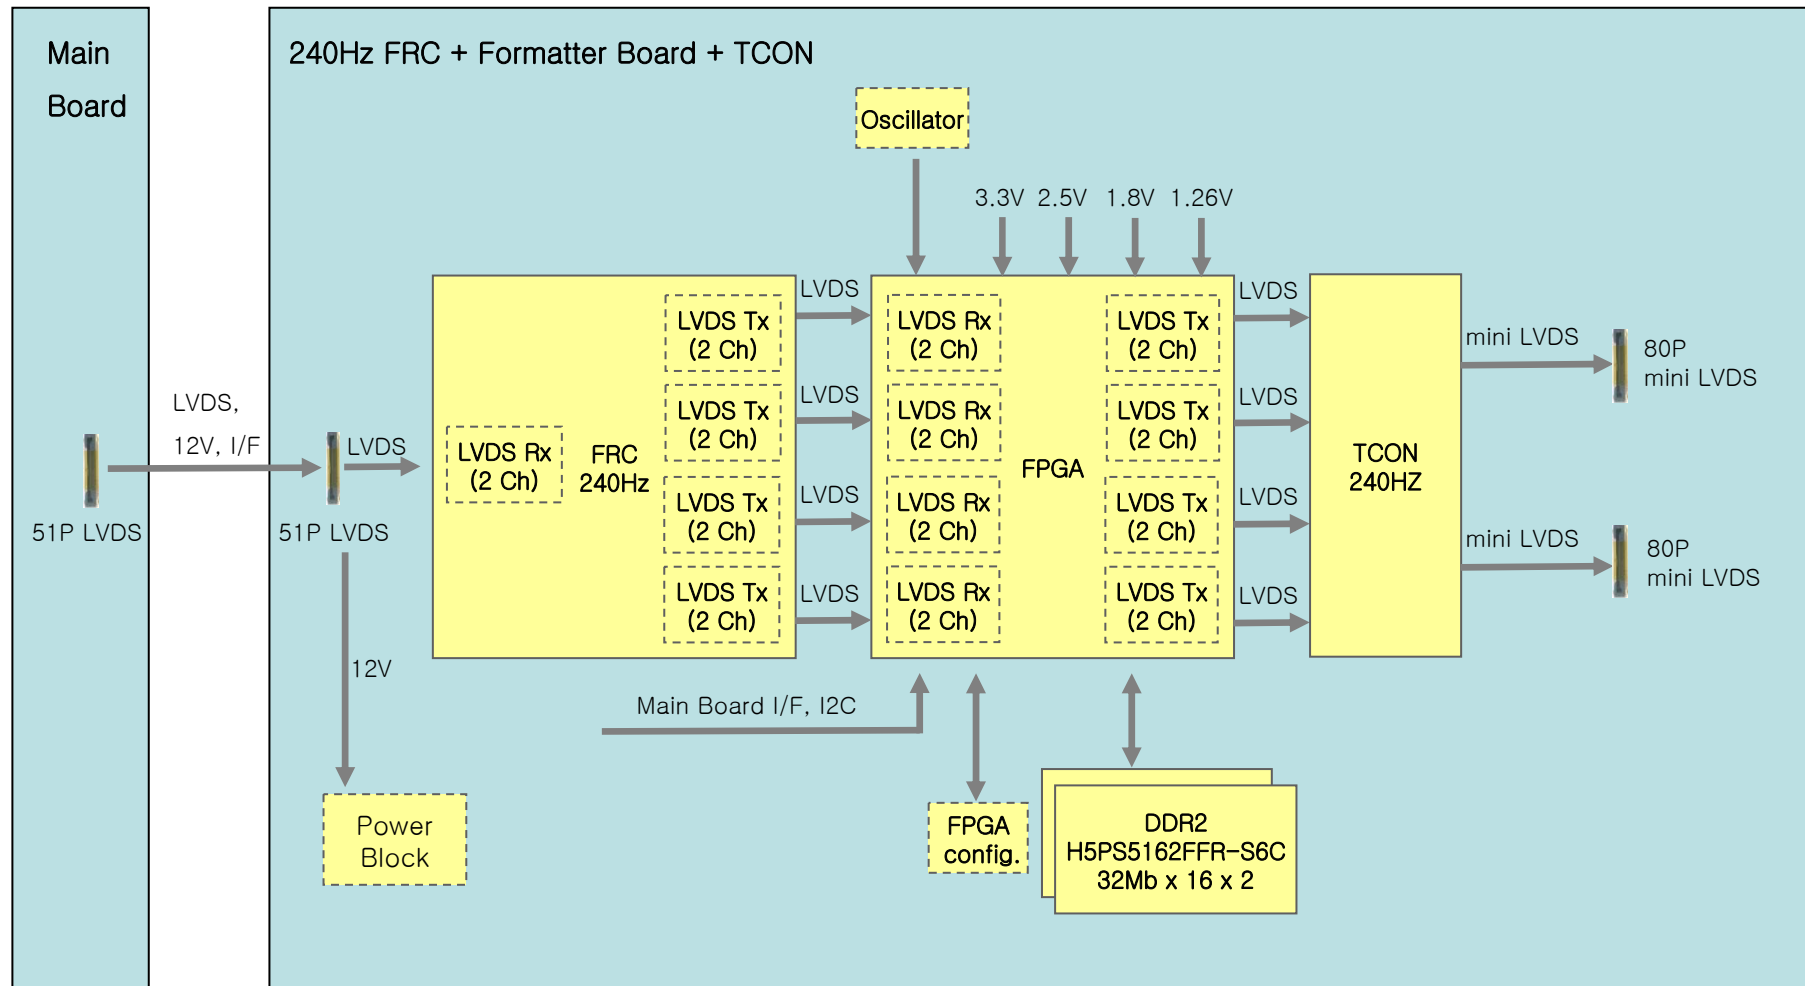 Main
Board
240Hz FRC + Formatter Board + TCON
Oscillator
3.3V 2.5V 1.8V 1.26V
LVDS,
12V, I/F
51P LVDS
51P LVDS
LVDS
12V
Power
Block
LVDS Rx
(2 Ch)
FRC
240Hz
LVDS Tx
(2 Ch)
LVDS Tx
(2 Ch)
LVDS Tx
(2 Ch)
LVDS Tx
(2 Ch)
LVDS
LVDS
LVDS
LVDS
LVDS Rx
(2 Ch)
LVDS Rx
(2 Ch)
LVDS Rx
(2 Ch)
LVDS Rx
(2 Ch)
FPGA
LVDS Tx
(2 Ch)
LVDS Tx
(2 Ch)
LVDS Tx
(2 Ch)
LVDS Tx
(2 Ch)
LVDS
LVDS
LVDS
LVDS
TCON
240HZ
mini LVDS
80P
mini LVDS
mini LVDS
80P
mini LVDS
Main Board I/F, I2C
FPGA
config.
DDR2
H5PS5162FFR-S6C
32Mb x 16 x 2